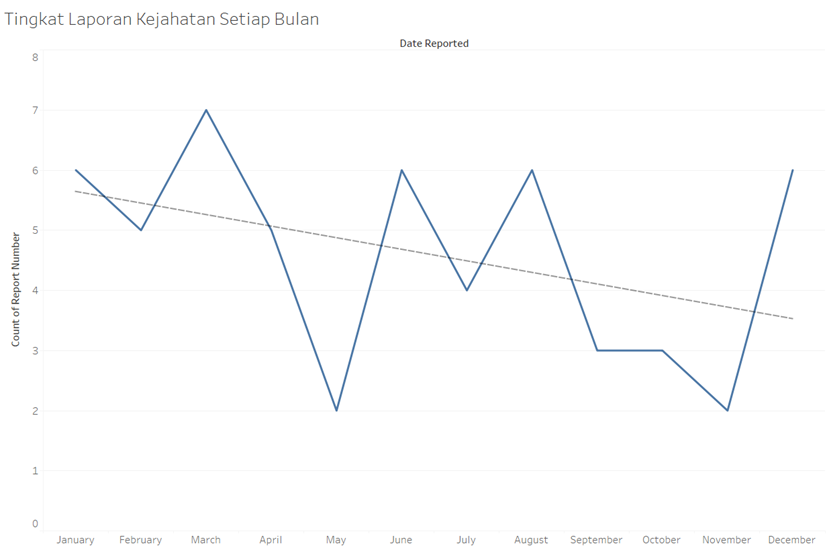 Tingkat Laporan Kejahatan Setiap Bulan
Date Reported
8
7
6
5
4
3
2
1
0
Count of Report Number
January February March April May June July August September October November December